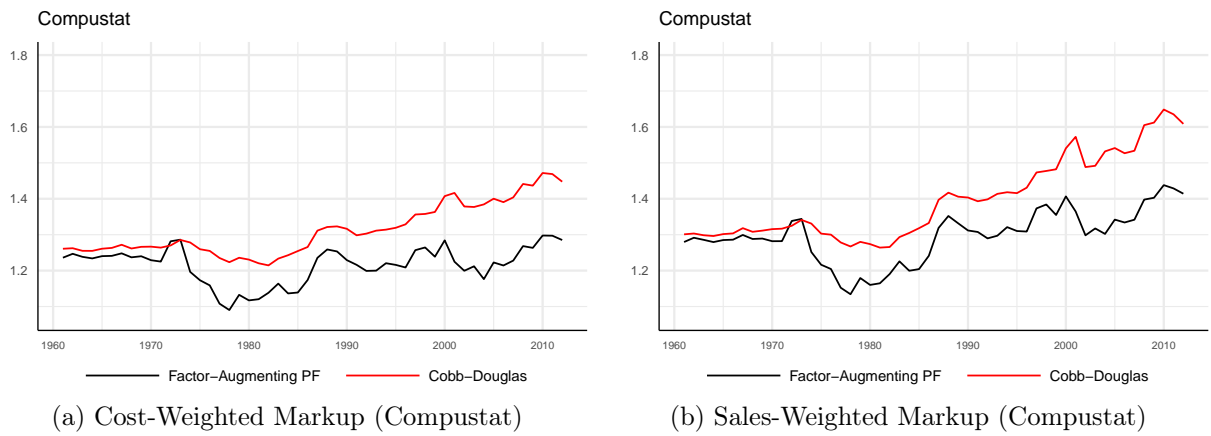 Compustat
1.8
1.6
1.4
1.2
1960 1970 1980 1990 2000 2010
Factor−Augmenting PF Cobb−Douglas
(a) Cost-Weighted Markup (Compustat)
Compustat
1.8
1.6
1.4
1.2
1960 1970 1980 1990 2000 2010
Factor−Augmenting PF Cobb−Douglas
(b) Sales-Weighted Markup (Compustat)